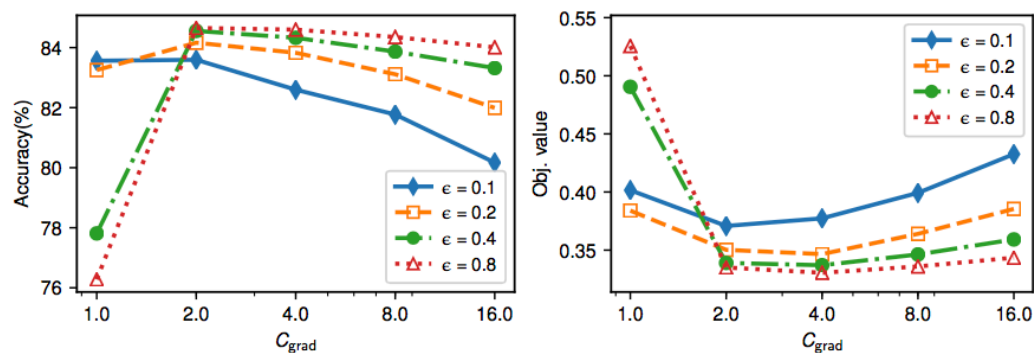 Accuracy(%)
84
82
80
78
76
ϵ = 0.1
ϵ = 0.2
ϵ = 0.4
ϵ = 0.8
1.0 2.0 4.0 8.0 16.0
C_grad
Obj. value
0.55
0.50
0.45
0.40
0.35
ϵ = 0.1
ϵ = 0.2
ϵ = 0.4
ϵ = 0.8
1.0 2.0 4.0 8.0 16.0
C_grad